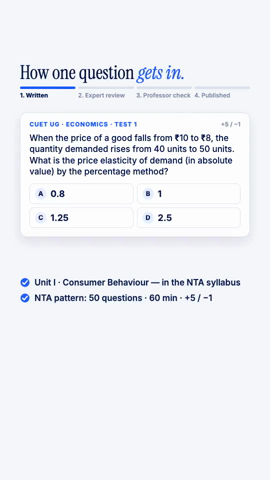 How one question gets in.
1. Written 2. Expert review 3. Professor check 4. Published
CUET UG · ECONOMICS · TEST 1 +5 / −1
When the price of a good falls from ₹10 to ₹8, the
quantity demanded rises from 40 units to 50 units.
What is the price elasticity of demand (in absolute
value) by the percentage method?
A 0.8 B 1
C 1.25 D 2.5
Unit I · Consumer Behaviour — in the NTA syllabus
NTA pattern: 50 questions · 60 min · +5 / −1